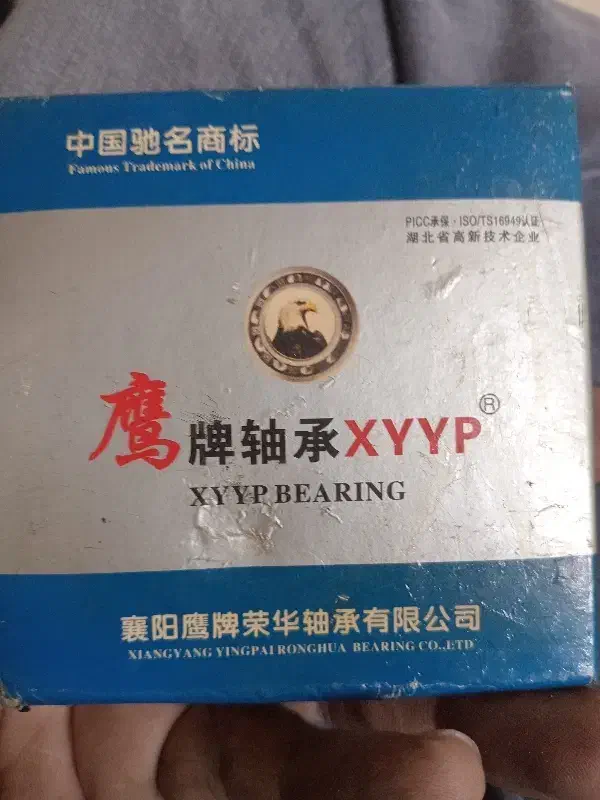 中国驰名商标
Famous Trademark of China
PICC承保·ISO/TS16949认证
湖北省高新技术企业
鹰牌轴承XYYP®
XYYP BEARING
襄阳鹰牌荣华轴承有限公司
XIANGYANG YINGPAIRONGHUA BEARING CO.,LTD